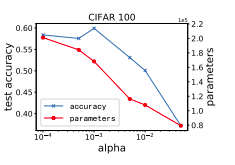 CIFAR 100
1e5
0.60
0.55
0.50
0.45
0.40
2.2
2.0
1.8
1.6
1.4
1.2
1.0
0.8
test accuracy
parameters
accuracy
parameters
10⁻⁴
10⁻³
10⁻²
alpha